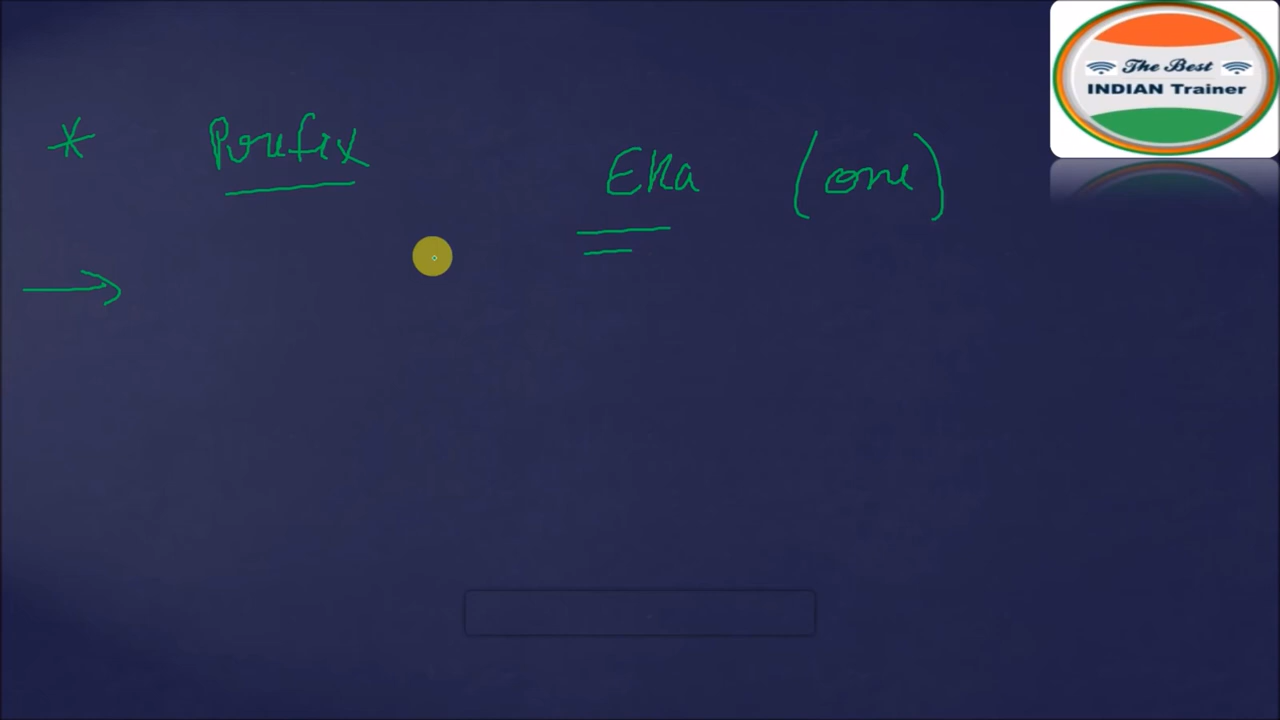 * Prefix
Eka (one)
→
The Best
INDIAN Trainer